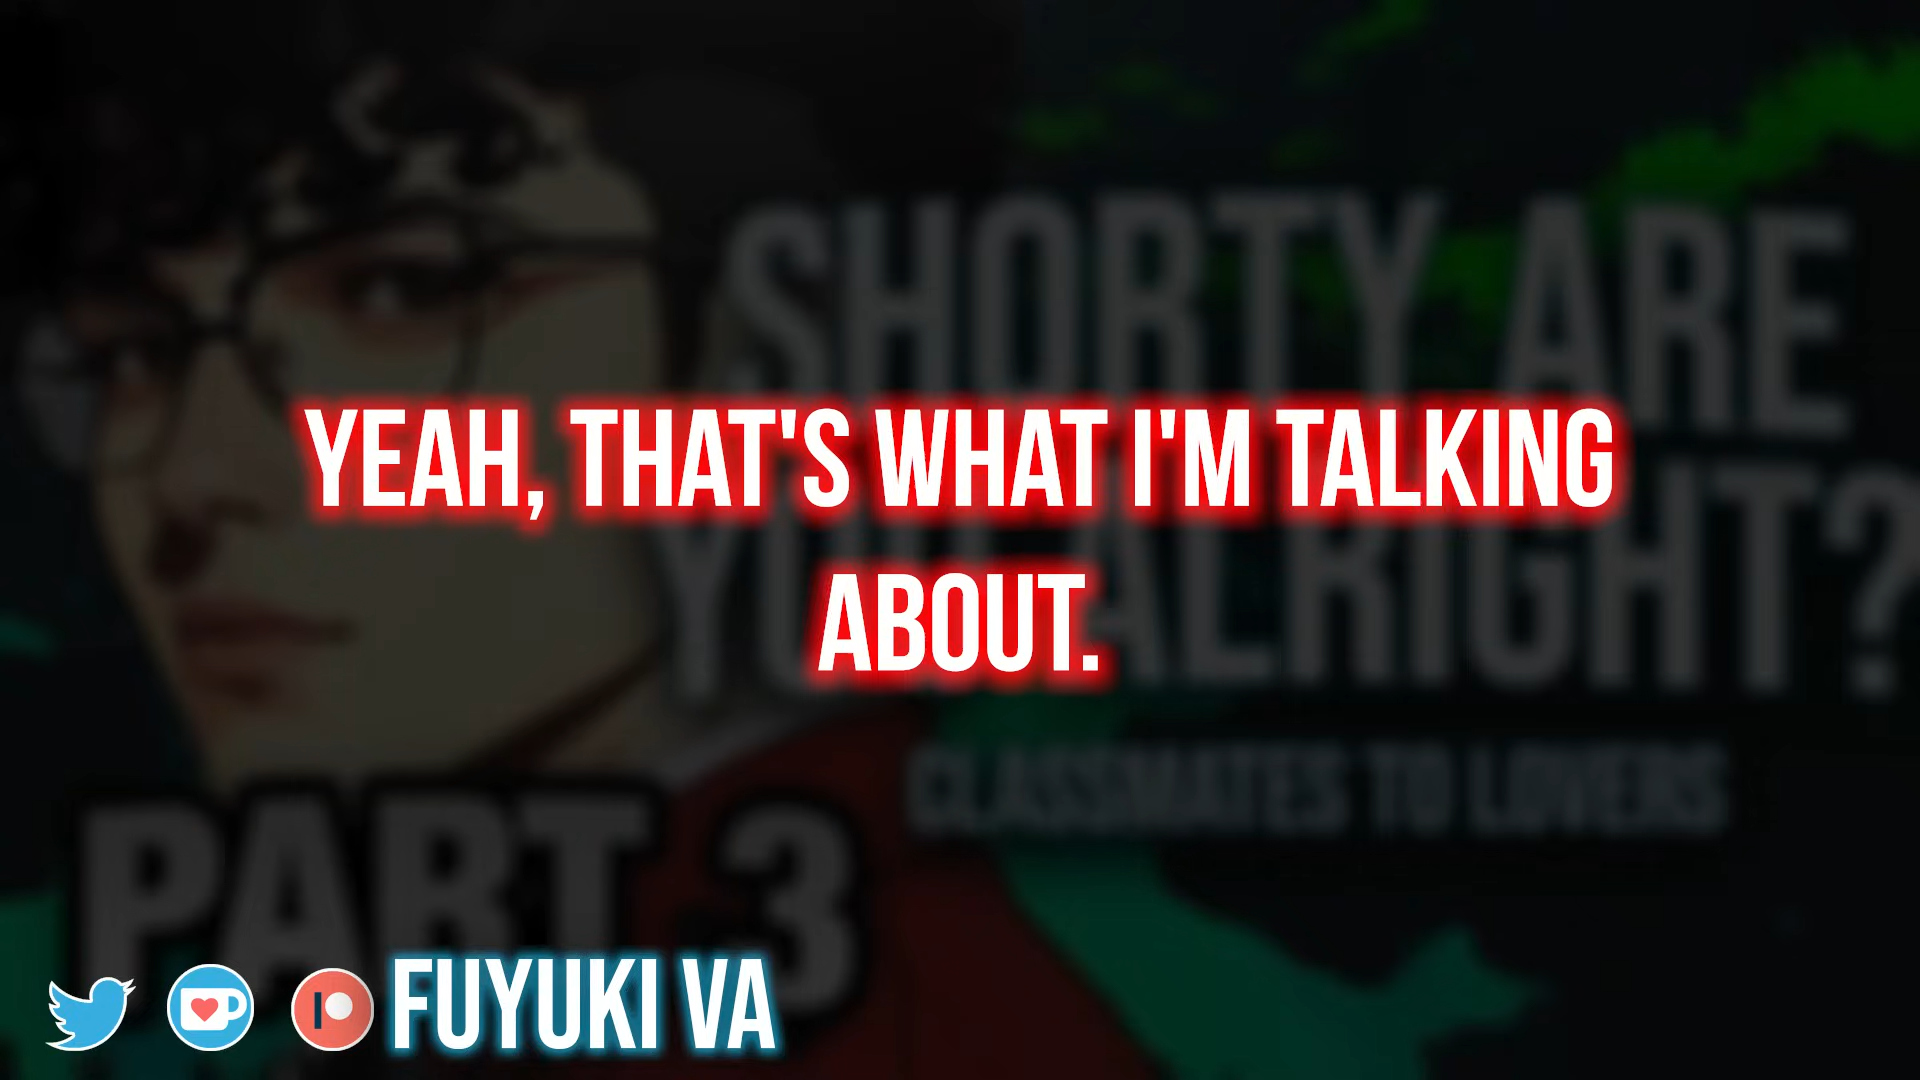 SHORTY ARE
YOU ALRIGHT?
YEAH, THAT'S WHAT I'M TALKING
ABOUT.
CLASSMATES TO LOVERS
PART 3
FUYUKI VA